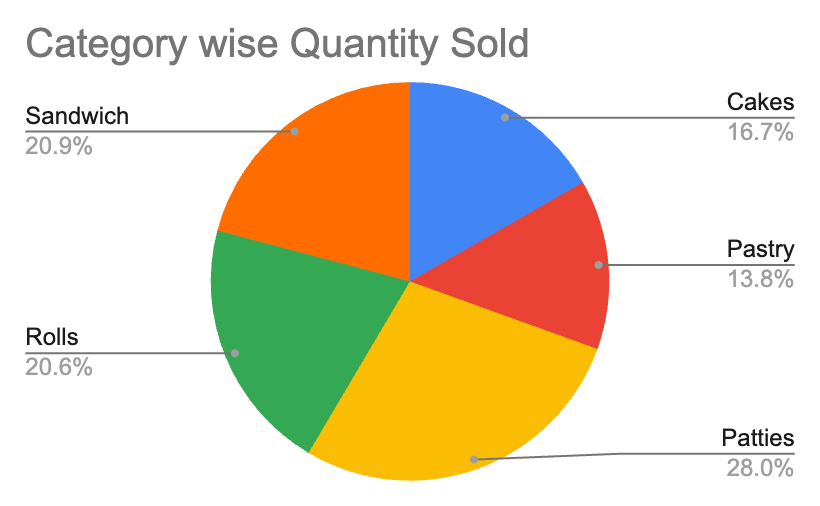 Category wise Quantity Sold
Cakes
16.7%
Sandwich
20.9%
Pastry
13.8%
Rolls
20.6%
Patties
28.0%